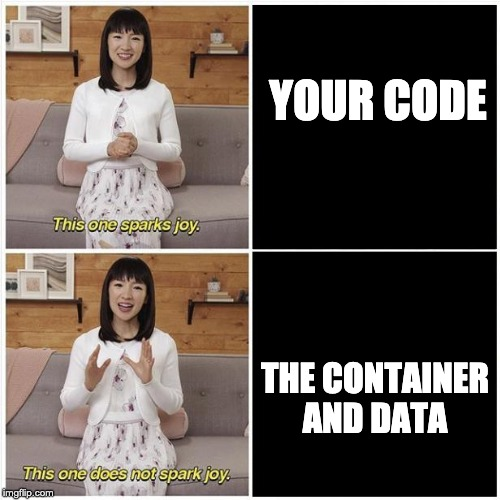 YOUR CODE
This one sparks joy.
THE CONTAINER
AND DATA
This one does not spark joy.
imgflip.com